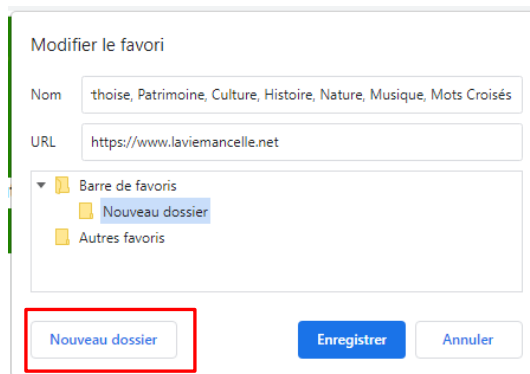 Modifier le favori
Nom thoise, Patrimoine, Culture, Histoire, Nature, Musique, Mots Croisés
URL https://www.laviemancelle.net
Barre de favoris
Nouveau dossier
Autres favoris
Nouveau dossier Enregistrer Annuler